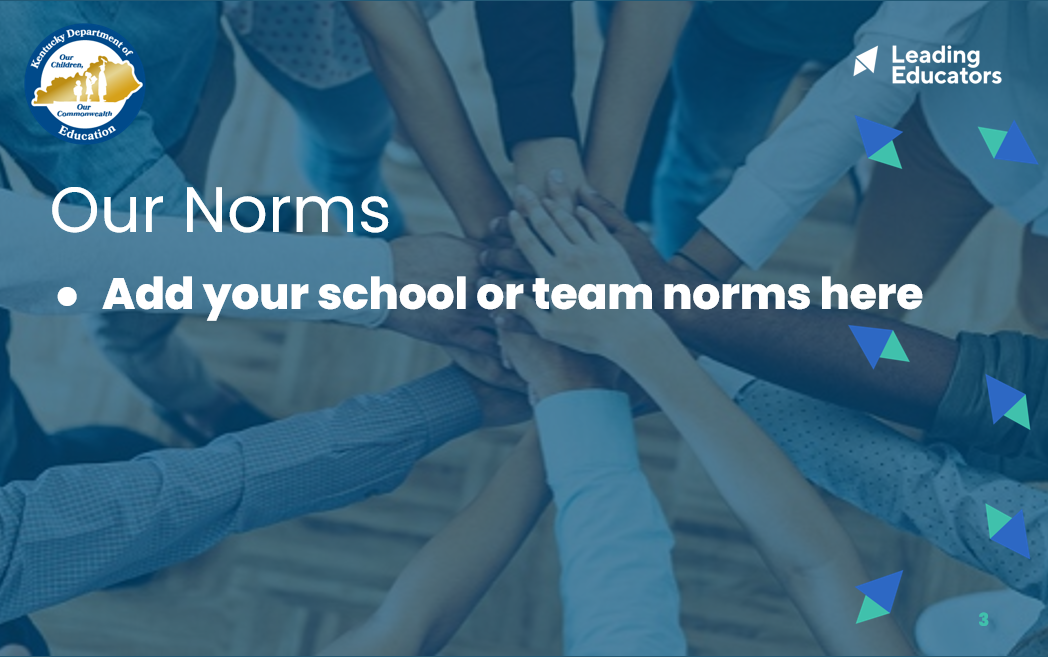 Kentucky Department of
Our
Children,
Our
Commonwealth
Education
Leading
Educators
Our Norms
● Add your school or team norms here
3